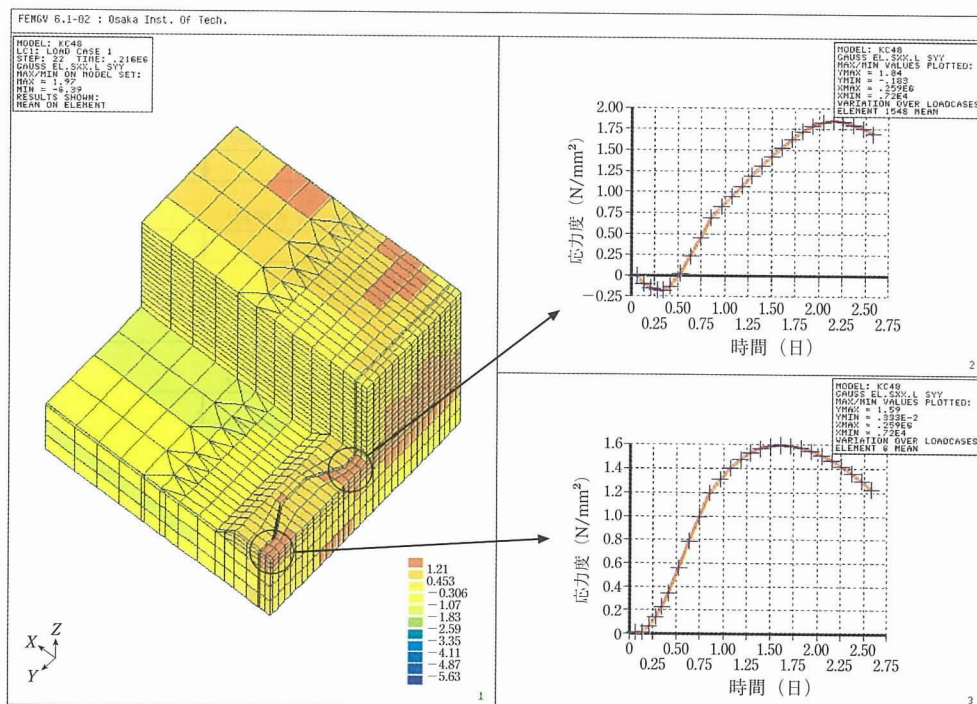 FEMGV 6.1-02 : Osaka Inst. Of Tech.
MODEL: KC48
LC1: LOAD CASE 1
STEP: 22 TIME: .216E6
GAUSS EL.SXX.L SYY
MAX/MIN ON MODEL SET:
MAX = 1.97
MIN = -6.39
RESULTS SHOWN:
MEAN ON ELEMENT
X
Y
Z
1.21
0.453
−0.306
−1.07
−1.83
−2.59
−3.35
−4.11
−4.87
−5.63
1
MODEL: KC48
GAUSS EL.SXX.L SYY
MAX/MIN VALUES PLOTTED:
YMAX = 1.84
YMIN = -.183
XMAX = .259E6
XMIN = .72E4
VARIATION OVER LOADCASES
ELEMENT 1548 MEAN
応力度 (N/mm²)
2.00
1.75
1.50
1.25
1.00
0.75
0.50
0.25
0
−0.25
0 0.50 1.00 1.50 2.00 2.50
0.25 0.75 1.25 1.75 2.25 2.75
時間 (日)
2
MODEL: KC48
GAUSS EL.SXX.L SYY
MAX/MIN VALUES PLOTTED:
YMAX = 1.59
YMIN = .333E-2
XMAX = .259E6
XMIN = .72E4
VARIATION OVER LOADCASES
ELEMENT 6 MEAN
応力度 (N/mm²)
1.6
1.4
1.2
1.0
0.8
0.6
0.4
0.2
0
0 0.50 1.00 1.50 2.00 2.50
0.25 0.75 1.25 1.75 2.25 2.75
時間 (日)
3